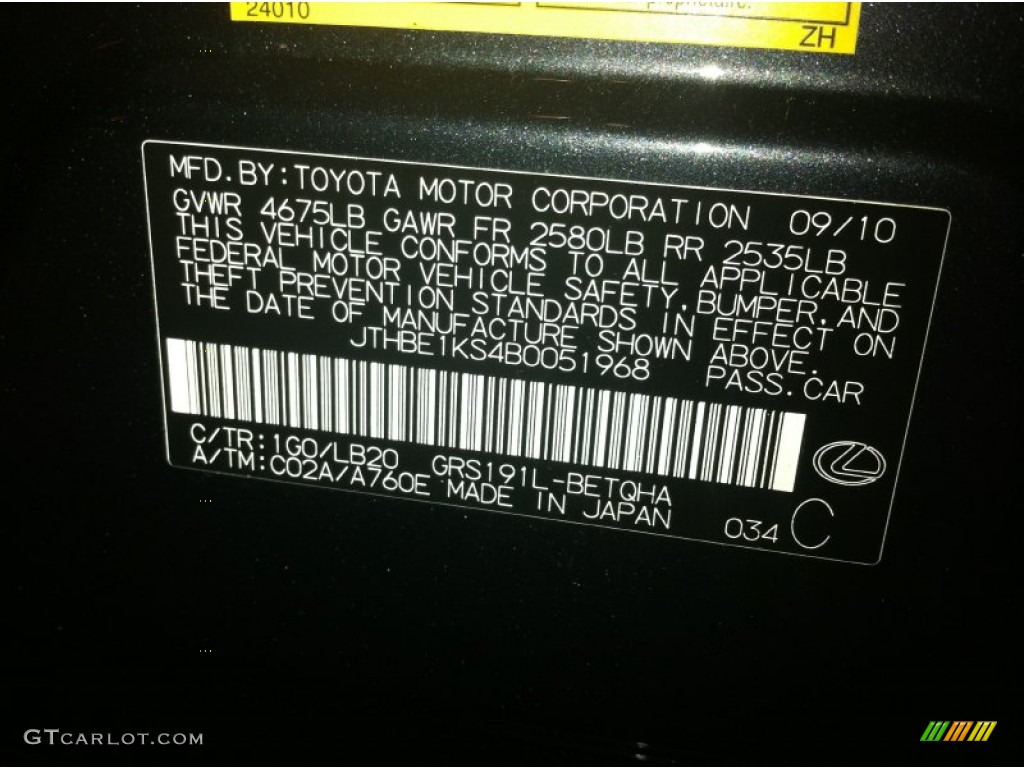 24010
propriétaire.
ZH
MFD.BY:TOYOTA MOTOR CORPORATION 09/10
GVWR 4675LB GAWR FR 2580LB RR 2535LB
THIS VEHICLE CONFORMS TO ALL APPLICABLE
FEDERAL MOTOR VEHICLE SAFETY,BUMPER,AND
THEFT PREVENTION STANDARDS IN EFFECT ON
THE DATE OF MANUFACTURE SHOWN ABOVE.
JTHBE1KS4B0051968 PASS.CAR
C/TR:1G0/LB20 GRS191L-BETQHA
A/TM:C02A/A760E MADE IN JAPAN
034 C
GTCARLOT.COM